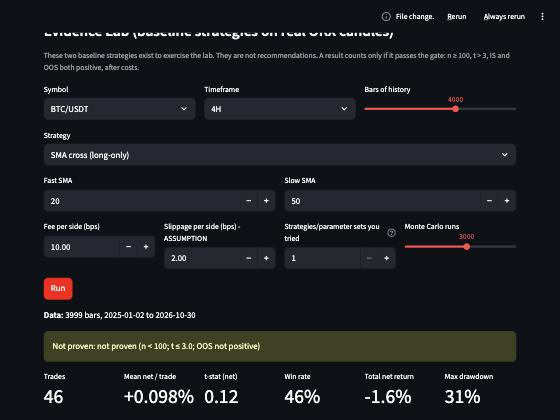 File change. Rerun Always rerun
Evidence Lab (baseline strategies on real OKX candles)
These two baseline strategies exist to exercise the lab. They are not recommendations. A result counts only if it passes the gate: n ≥ 100, t > 3, IS and
OOS both positive, after costs.
Symbol Timeframe Bars of history
4000
BTC/USDT 4H
Strategy
SMA cross (long-only)
Fast SMA Slow SMA
20 − + 50 − +
Fee per side (bps) Slippage per side (bps) - Strategies/parameter sets you Monte Carlo runs
ASSUMPTION tried
3000
10.00 − + 2.00 − + 1 − +
Run
Data: 3999 bars, 2025-01-02 to 2026-10-30
Not proven: not proven (n < 100; t ≤ 3.0; OOS not positive)
Trades Mean net / trade t-stat (net) Win rate Total net return Max drawdown
46 +0.098% 0.12 46% -1.6% 31%